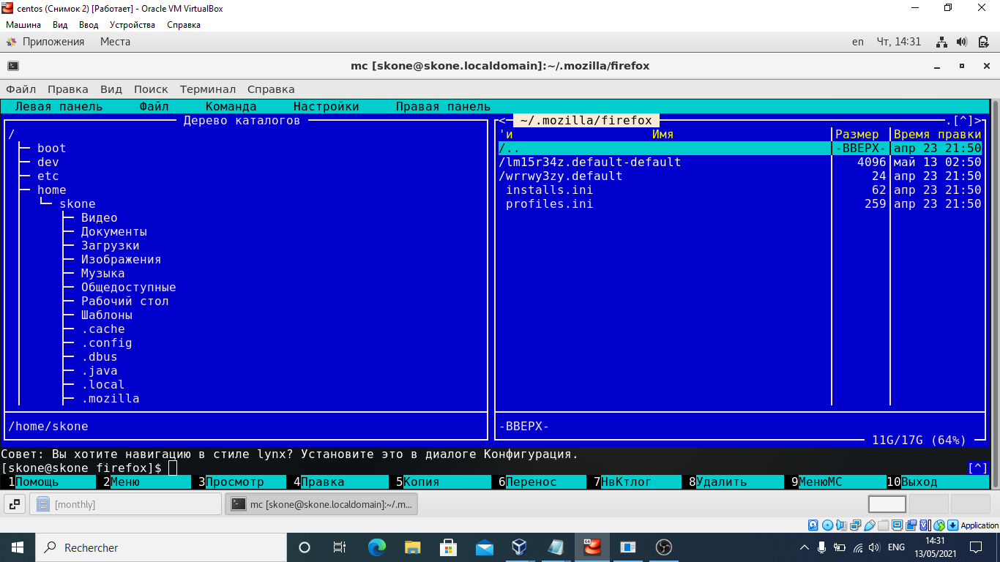 centos (Снимок 2) [Работает] - Oracle VM VirtualBox
Машина Вид Ввод Устройства Справка
Приложения Места en Чт, 14:31
mc [skone@skone.localdomain]:~/.mozilla/firefox
Файл Правка Вид Поиск Терминал Справка
Левая панель Файл Команда Настройки Правая панель
Дерево каталогов <─ ~/.mozilla/firefox .[^]>
/ 'и Имя Размер Время правки
boot /.. -ВВЕРХ- апр 23 21:50
dev /lm15r34z.default-default 4096 май 13 02:50
etc /wrrwy3zy.default 24 апр 23 21:50
home installs.ini 62 апр 23 21:50
skone profiles.ini 259 апр 23 21:50
Видео
Документы
Загрузки
Изображения
Музыка
Общедоступные
Рабочий стол
Шаблоны
.cache
.config
.dbus
.java
.local
.mozilla
/home/skone -ВВЕРХ-
11G/17G (64%)
Совет: Вы хотите навигацию в стиле lynx? Установите это в диалоге Конфигурация.
[skone@skone firefox]$ [^]
1Помощь 2Меню 3Просмотр 4Правка 5Копия 6Перенос 7НвКтлог 8Удалить 9МенюМС 10Выход
[monthly] mc [skone@skone.localdomain]:~/.m...
Application
Rechercher 64 ENG 14:31
13/05/2021